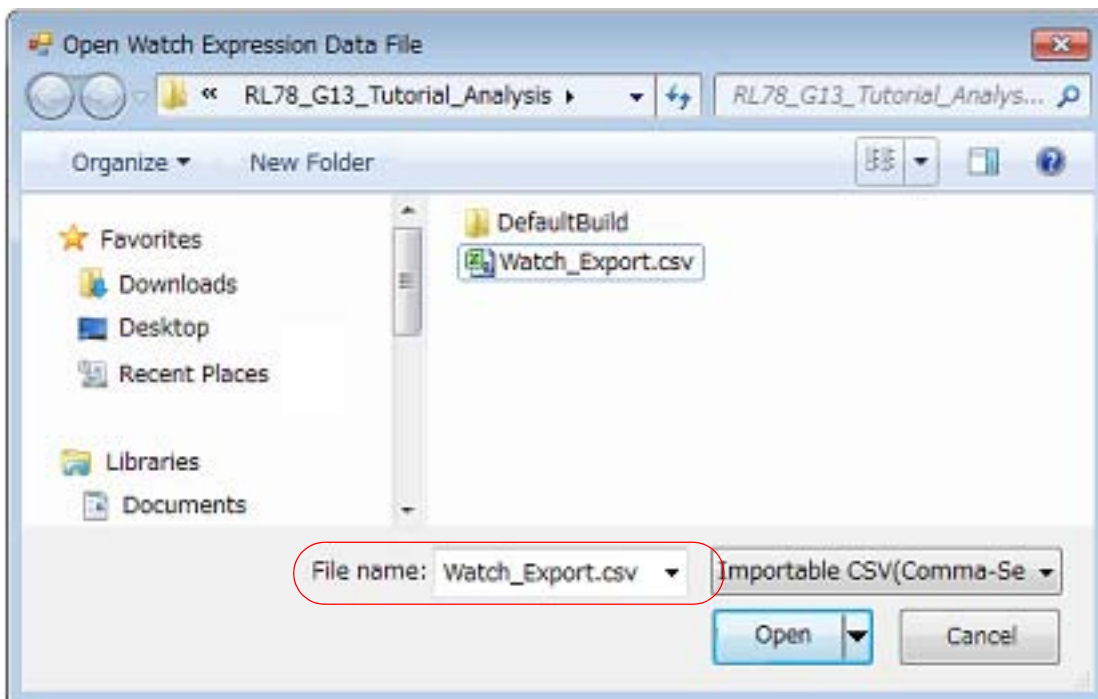 Open Watch Expression Data File
« RL78_G13_Tutorial_Analysis
RL78_G13_Tutorial_Analys...
Organize
New Folder
Favorites
Downloads
Desktop
Recent Places
Libraries
Documents
DefaultBuild
Watch_Export.csv
File name: Watch_Export.csv
Importable CSV(Comma-Se
Open
Cancel